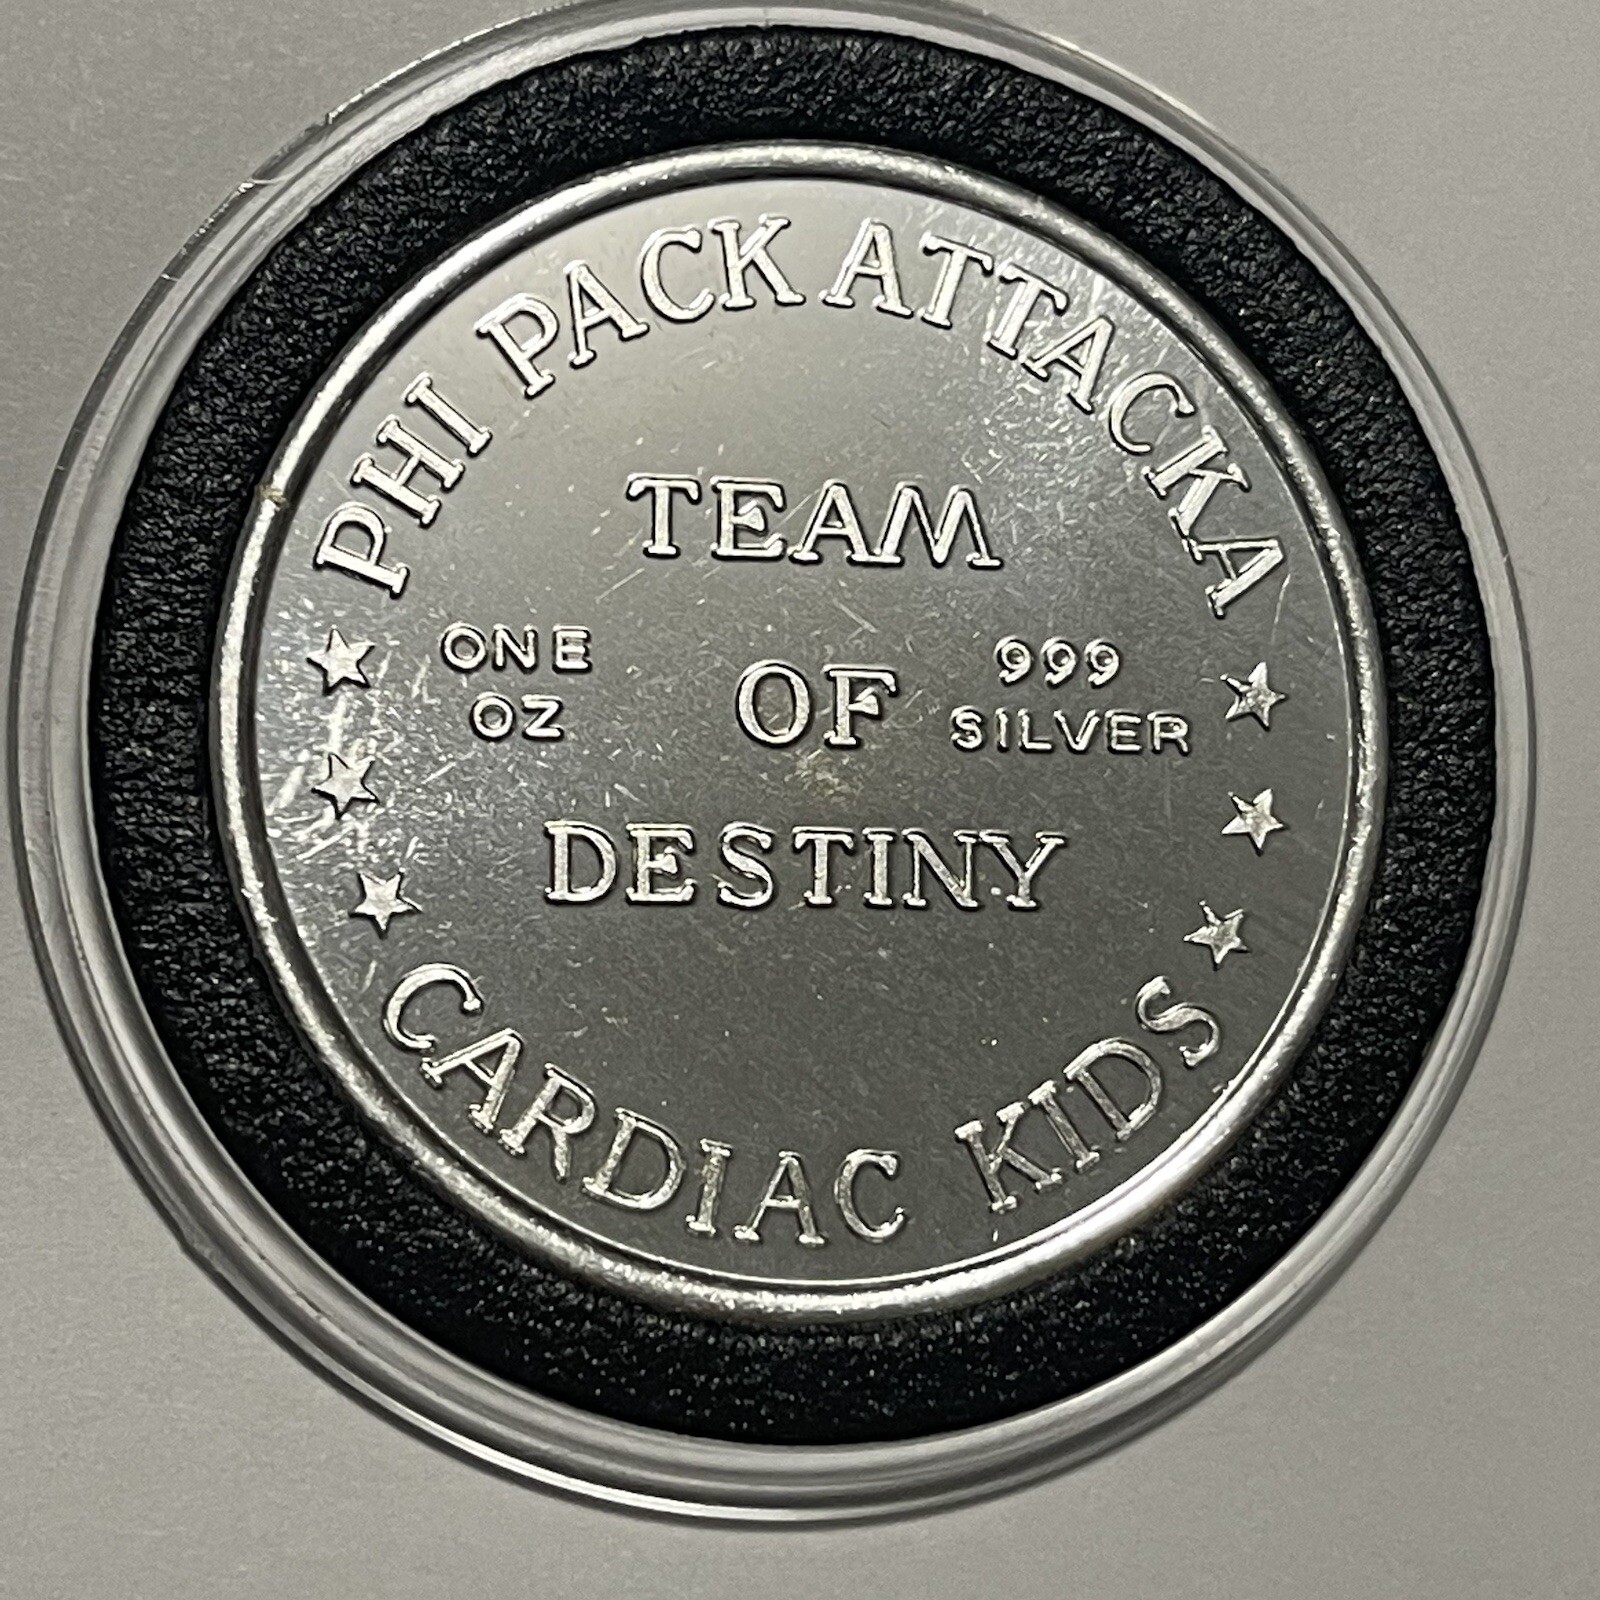 PHI PACK ATTACKA
TEAM
ONE
OZ
OF
999
SILVER
DESTINY
CARDIAC KIDS